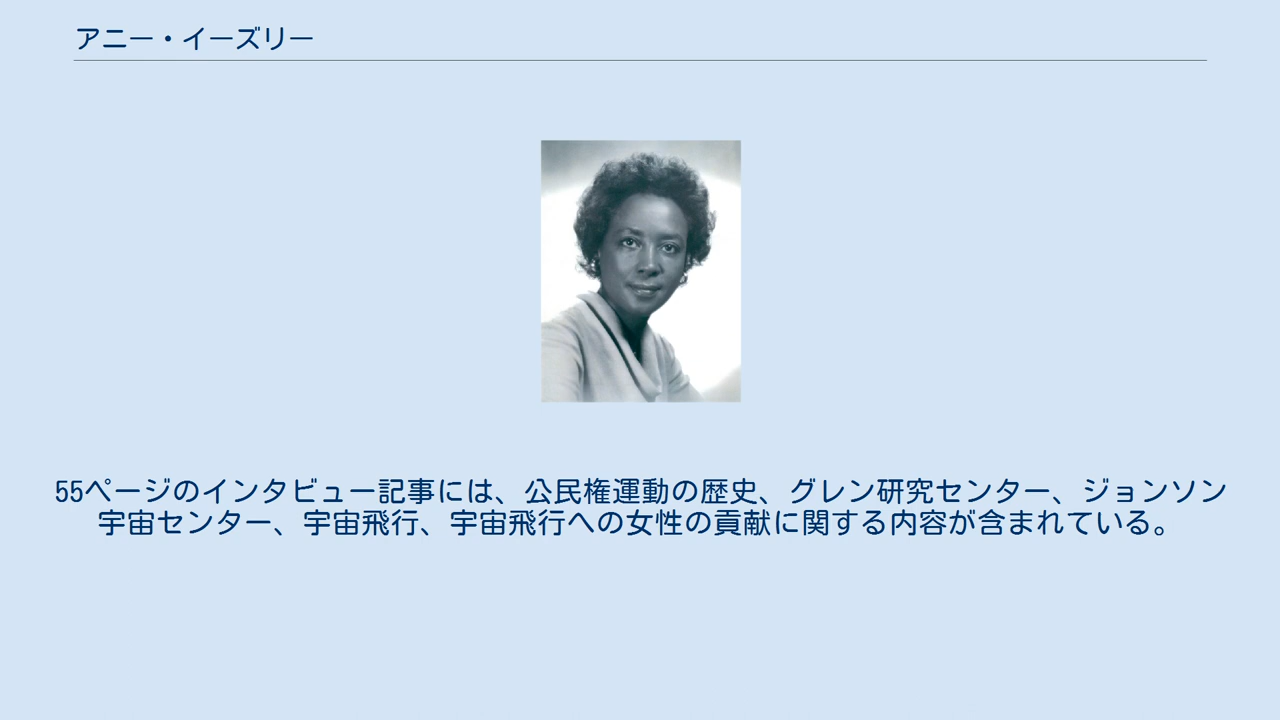 アニー・イーズリー
55ページのインタビュー記事には、公民権運動の歴史、グレン研究センター、ジョンソン
宇宙センター、宇宙飛行、宇宙飛行への女性の貢献に関する内容が含まれている。